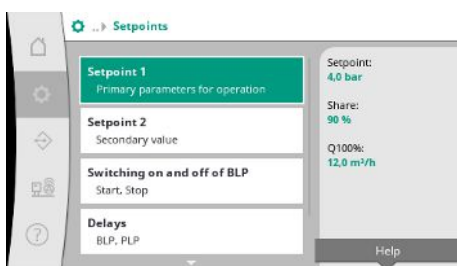 ..▸ Setpoints
Setpoint 1
Primary parameters for operation
Setpoint 2
Secondary value
Switching on and off of BLP
Start, Stop
Delays
BLP, PLP
Setpoint:
4,0 bar
Share:
90 %
Q100%:
12,0 m³/h
Help
?